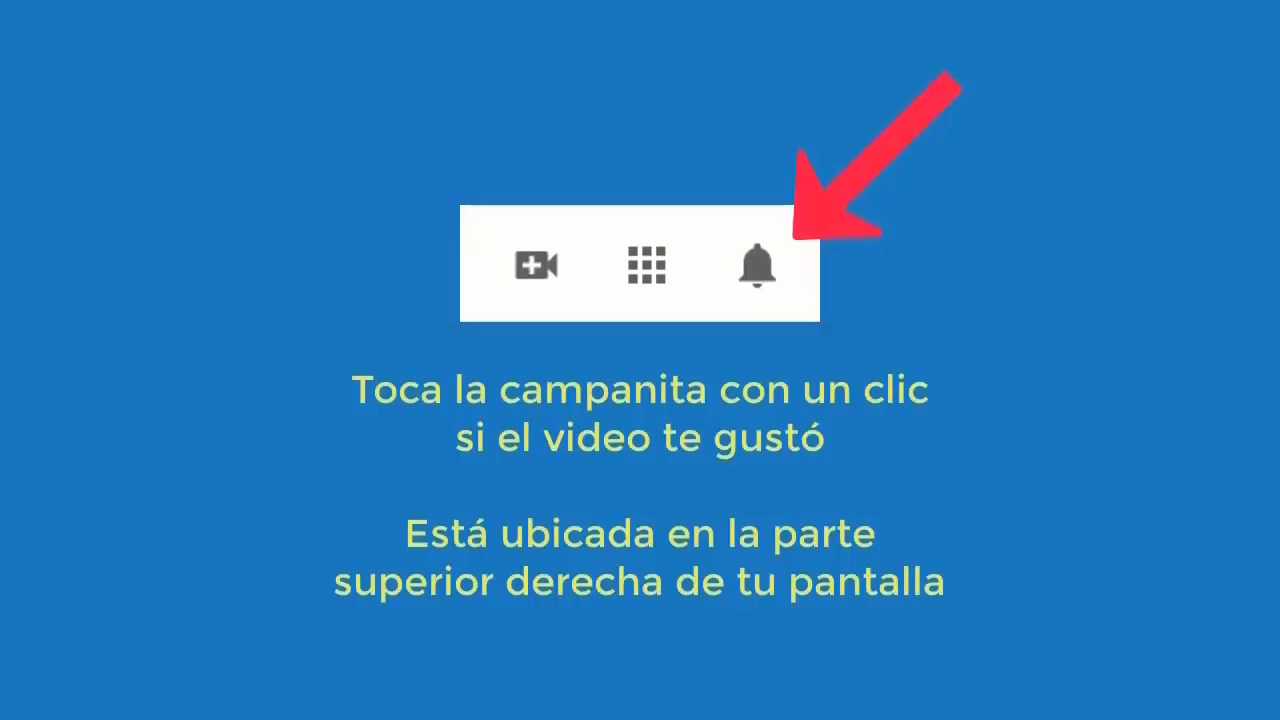 Toca la campanita con un clic
si el video te gustó
Está ubicada en la parte
superior derecha de tu pantalla